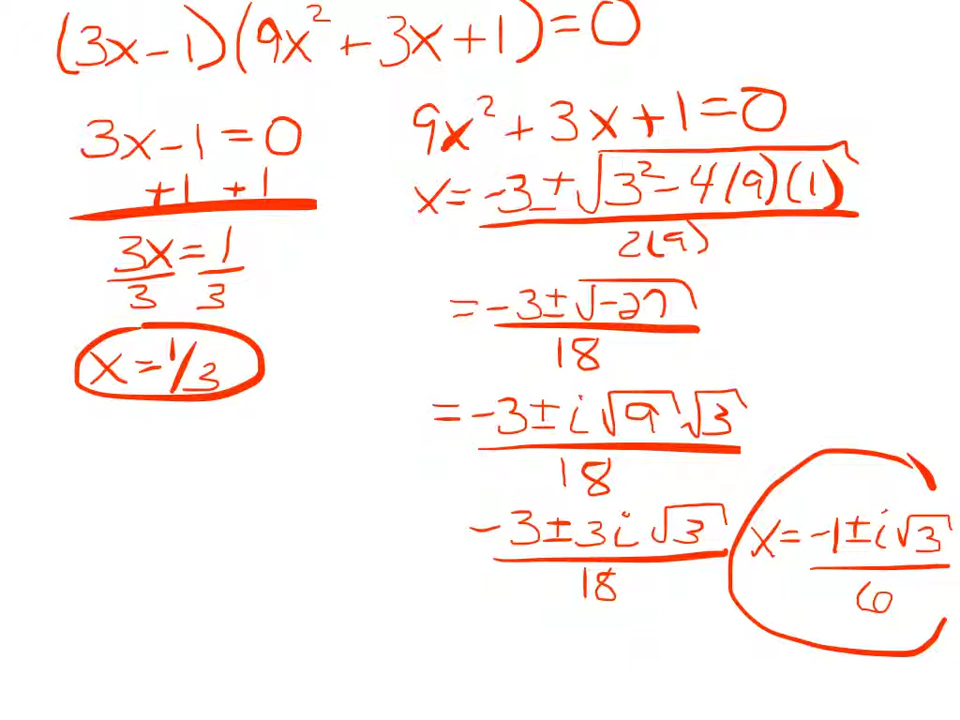 (3x-1)(9x²+3x+1)=0
3x-1=0
+1 +1
3x=1
3 3
x=1/3
9x²+3x+1=0
x=-3±√3²-4(9)(1)
2(9)
=-3±√-27
18
=-3±i√9√3
18
-3±3i√3
18
x=-1±i√3
6